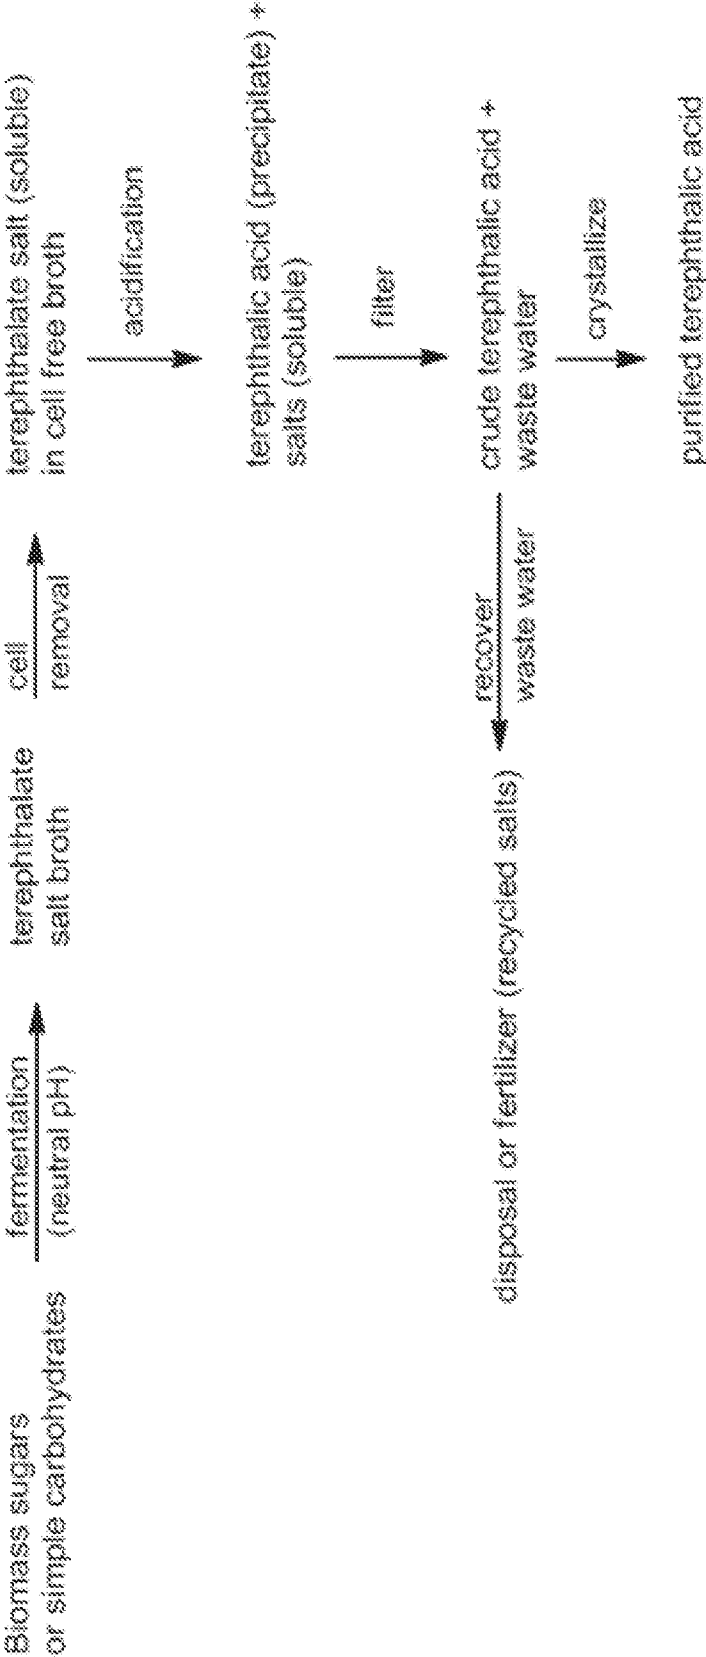 Biomass sugars
or simple carbohydrates
fermentation
(neutral pH)
terephthalate
salt broth
cell
removal
terephthalate salt (soluble)
in cell free broth
acidification
terephthalic acid (precipitate) +
salts (soluble)
filter
crude terephthalic acid +
waste water
recover
waste water
disposal or fertilizer (recycled salts)
crystallize
purified terephthalic acid